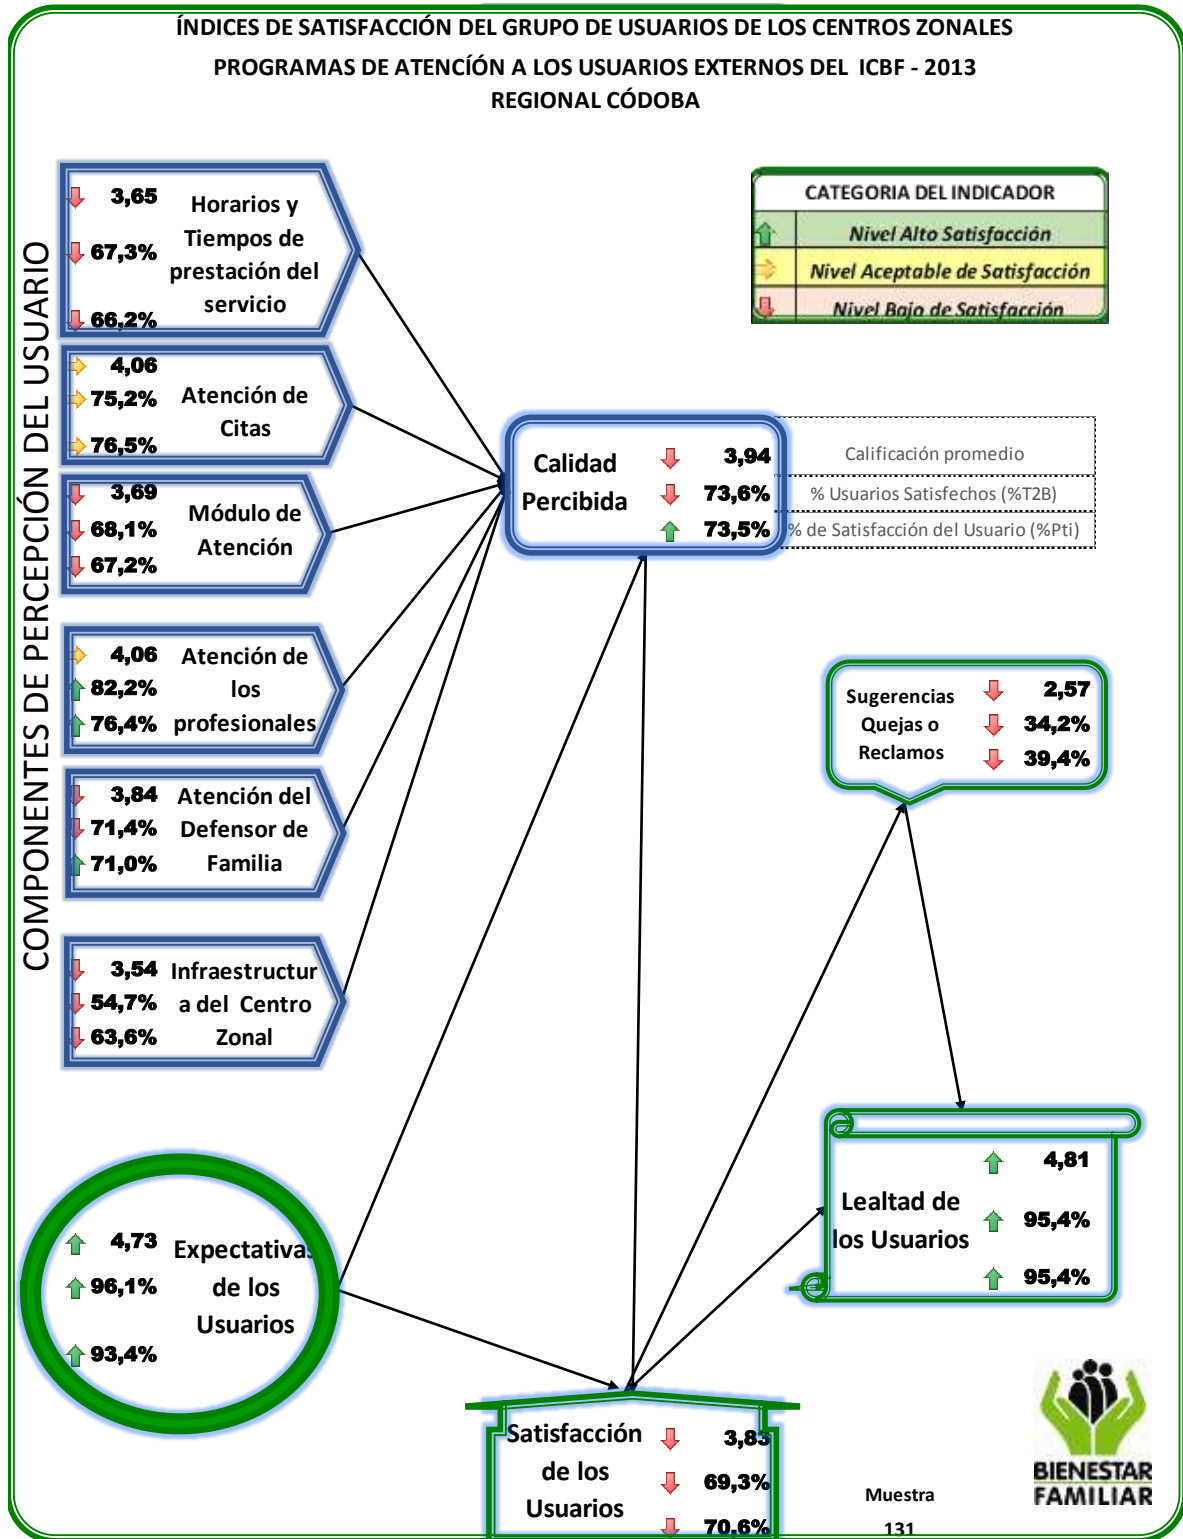 ÍNDICES DE SATISFACCIÓN DEL GRUPO DE USUARIOS DE LOS CENTROS ZONALES
PROGRAMAS DE ATENCÍÓN A LOS USUARIOS EXTERNOS DEL ICBF - 2013
REGIONAL CÓDOBA
COMPONENTES DE PERCEPCIÓN DEL USUARIO
3,65
67,3%
66,2%
Horarios y
Tiempos de
prestación del
servicio
CATEGORIA DEL INDICADOR
Nivel Alto Satisfacción
Nivel Aceptable de Satisfacción
Nivel Bajo de Satisfacción
4,06
75,2%
76,5%
Atención de
Citas
3,69
68,1%
67,2%
Módulo de
Atención
Calidad
Percibida
3,94
73,6%
73,5%
Calificación promedio
% Usuarios Satisfechos (%T2B)
% de Satisfacción del Usuario (%Pti)
4,06
82,2%
76,4%
Atención de
los
profesionales
Sugerencias
Quejas o
Reclamos
2,57
34,2%
39,4%
3,84
71,4%
71,0%
Atención del
Defensor de
Familia
3,54
54,7%
63,6%
Infraestructur
a del Centro
Zonal
Lealtad de
los Usuarios
4,81
95,4%
95,4%
4,73
96,1%
93,4%
Expectativas
de los
Usuarios
Satisfacción
de los
Usuarios
3,83
69,3%
70,6%
Muestra
131
BIENESTAR
FAMILIAR